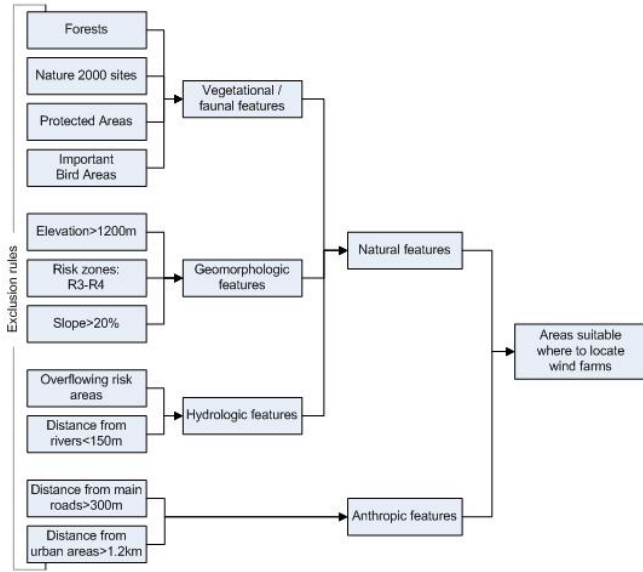 Exclusion rules
Forests
Nature 2000 sites
Protected Areas
Important
Bird Areas
Vegetational /
faunal features
Elevation>1200m
Risk zones:
R3-R4
Slope>20%
Geomorphologic
features
Overflowing risk
areas
Distance from
rivers<150m
Hydrologic features
Natural features
Distance from main
roads>300m
Distance from
urban areas>1.2km
Anthropic features
Areas suitable
where to locate
wind farms